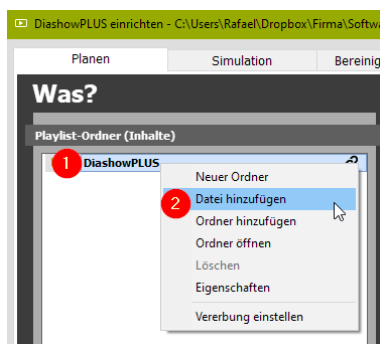 DiashowPLUS einrichten - C:\Users\Rafael\Dropbox\Firma\Softwa
Planen
Simulation
Bereinig
Was?
Playlist-Ordner (Inhalte)
1
DiashowPLUS
Neuer Ordner
2
Datei hinzufügen
Ordner hinzufügen
Ordner öffnen
Löschen
Eigenschaften
Vererbung einstellen